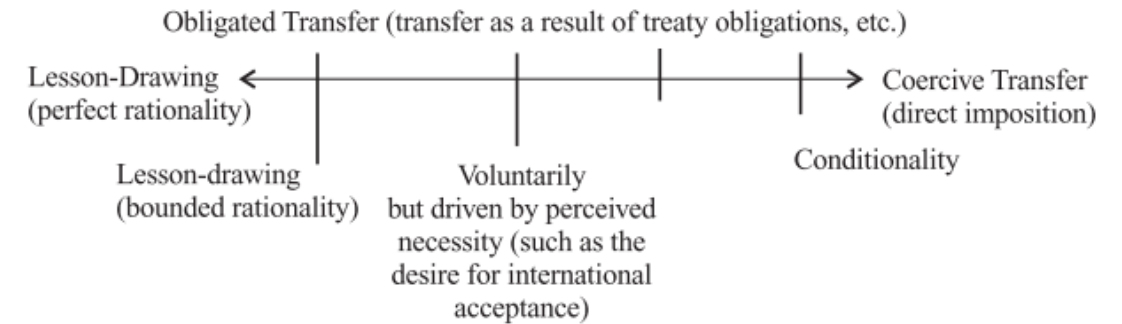 Obligated Transfer (transfer as a result of treaty obligations, etc.)
Lesson-Drawing
(perfect rationality)
Coercive Transfer
(direct imposition)
Conditionality
Lesson-drawing
(bounded rationality)
Voluntarily
but driven by perceived
necessity (such as the
desire for international
acceptance)